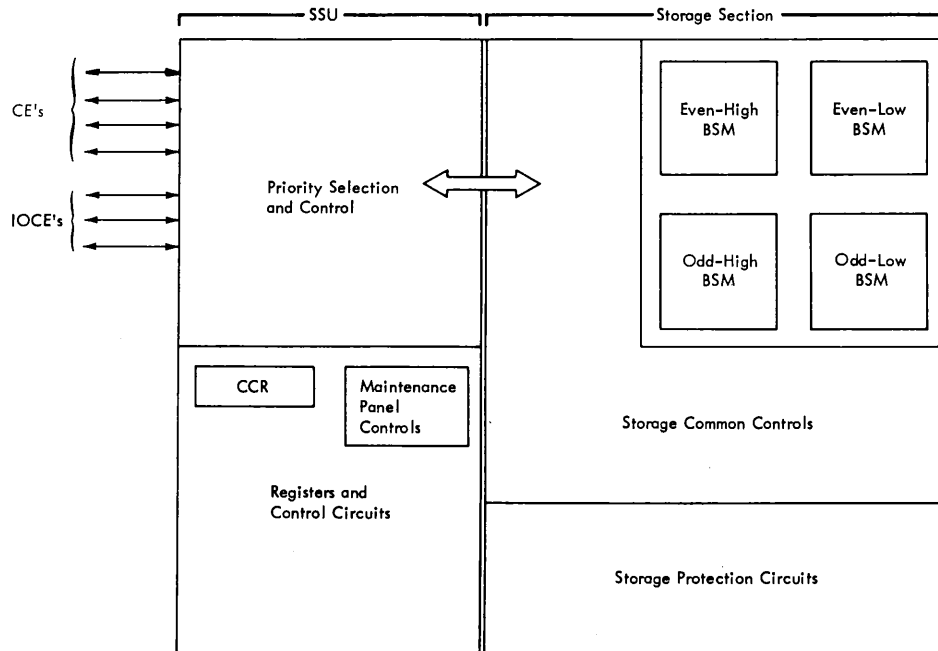 SSU
Storage Section
CE's
IOCE's
Priority Selection
and Control
Even-High
BSM
Even-Low
BSM
Odd-High
BSM
Odd-Low
BSM
CCR
Maintenance
Panel
Controls
Registers and
Control Circuits
Storage Common Controls
Storage Protection Circuits